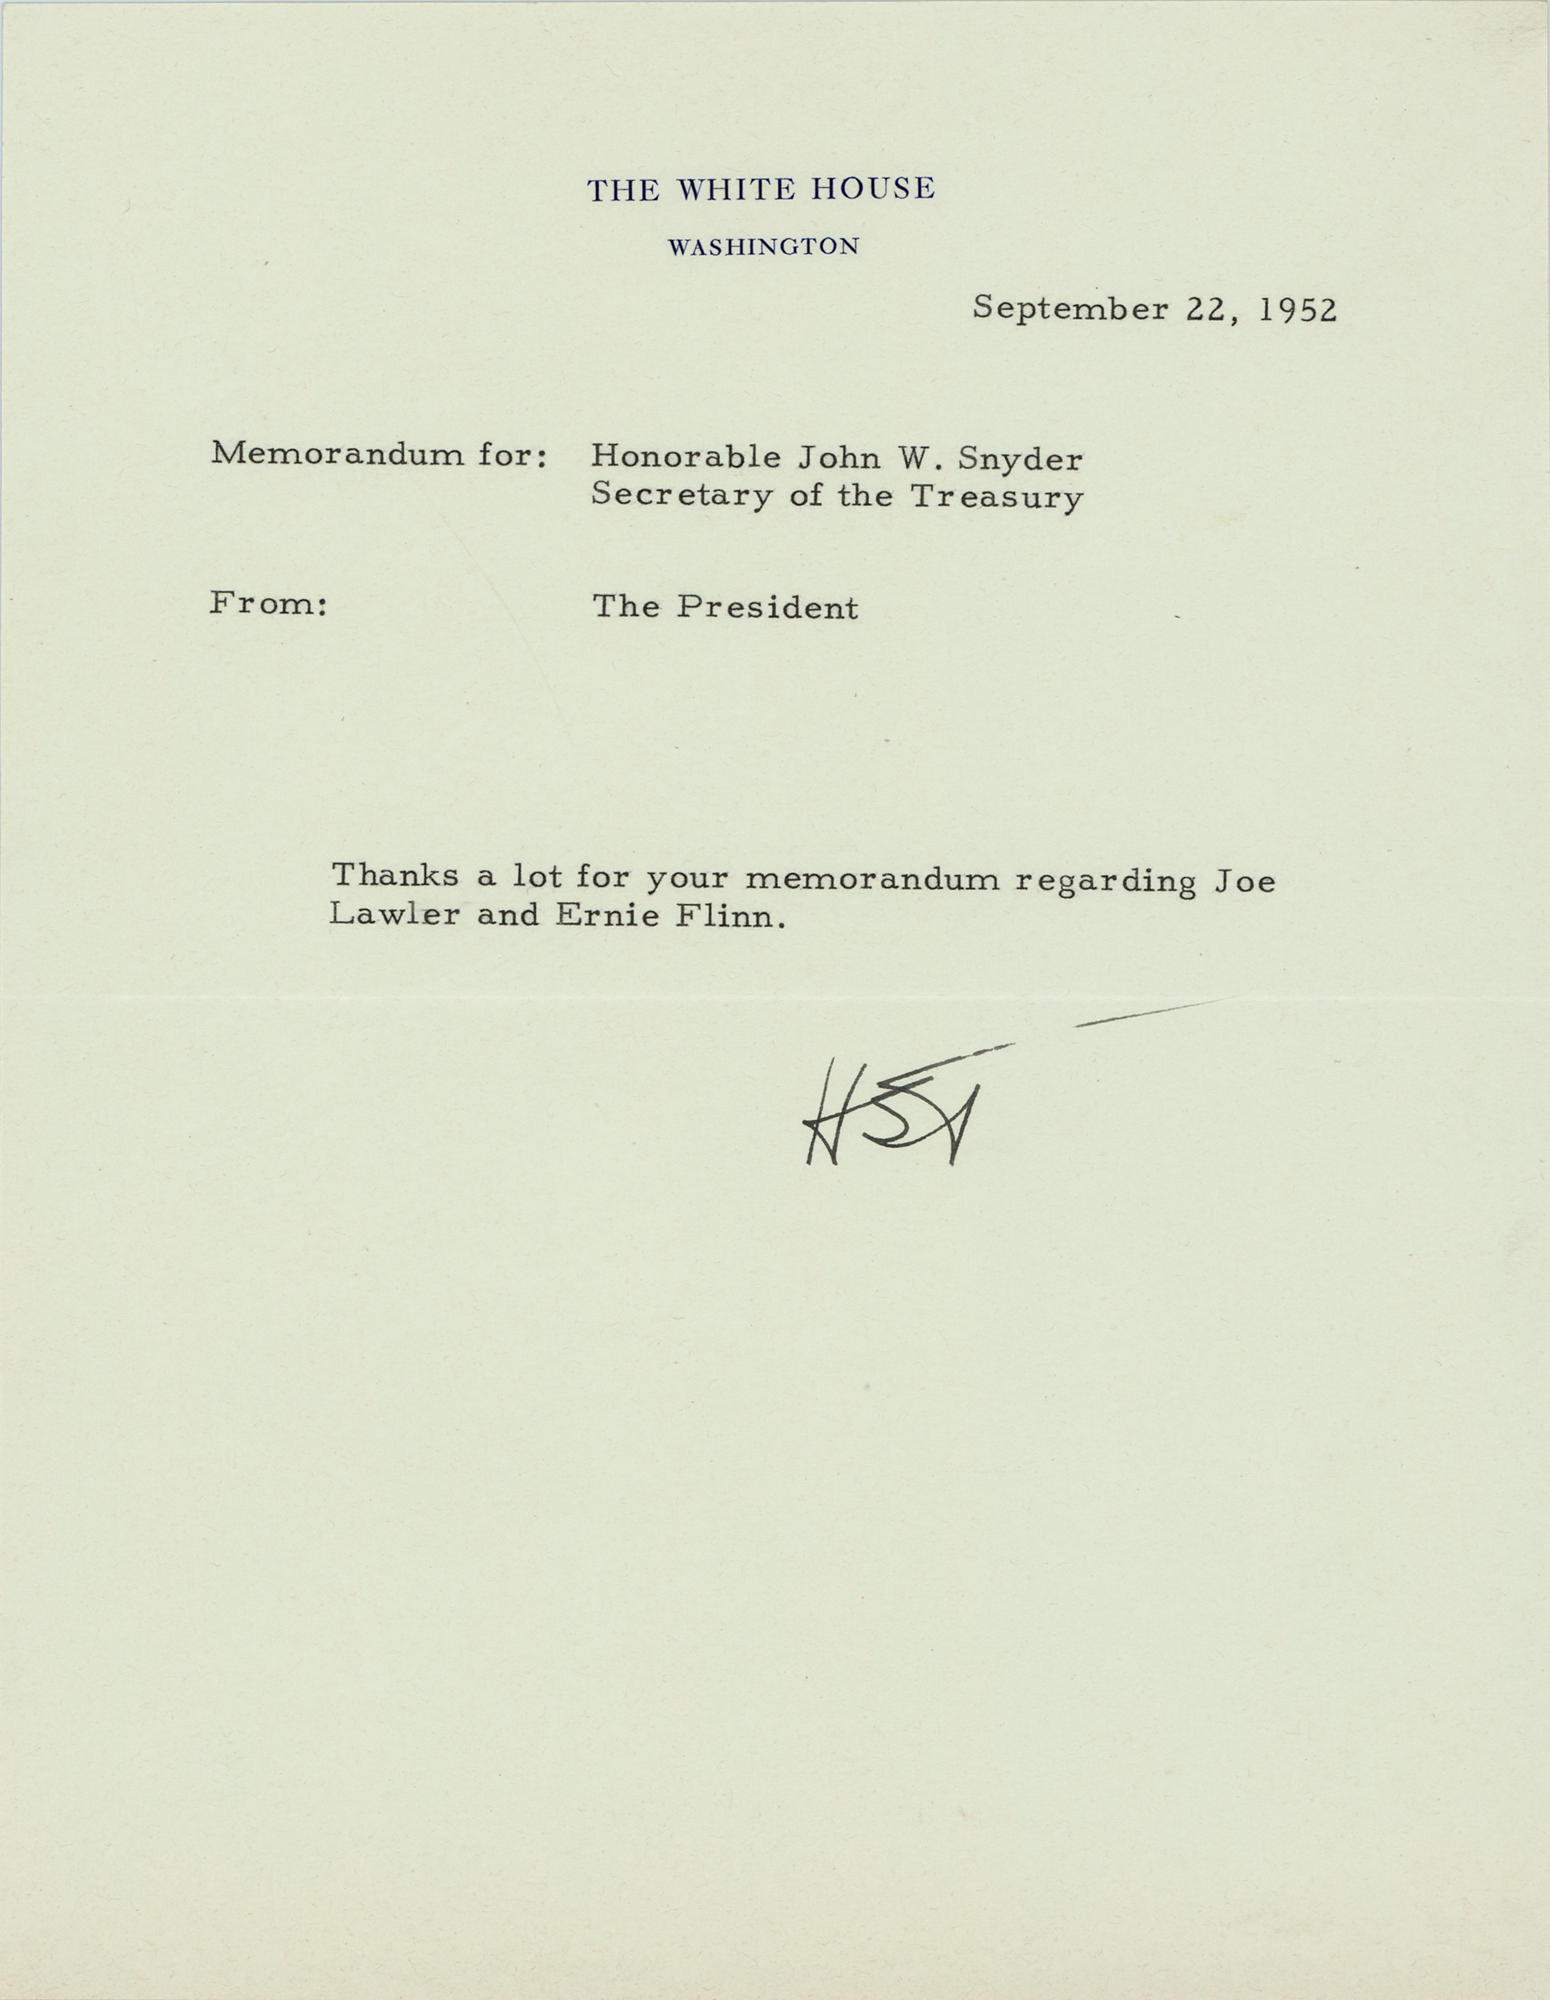 THE WHITE HOUSE
WASHINGTON
September 22, 1952
Memorandum for: Honorable John W. Snyder
Secretary of the Treasury
From: The President
Thanks a lot for your memorandum regarding Joe
Lawler and Ernie Flinn.
HST